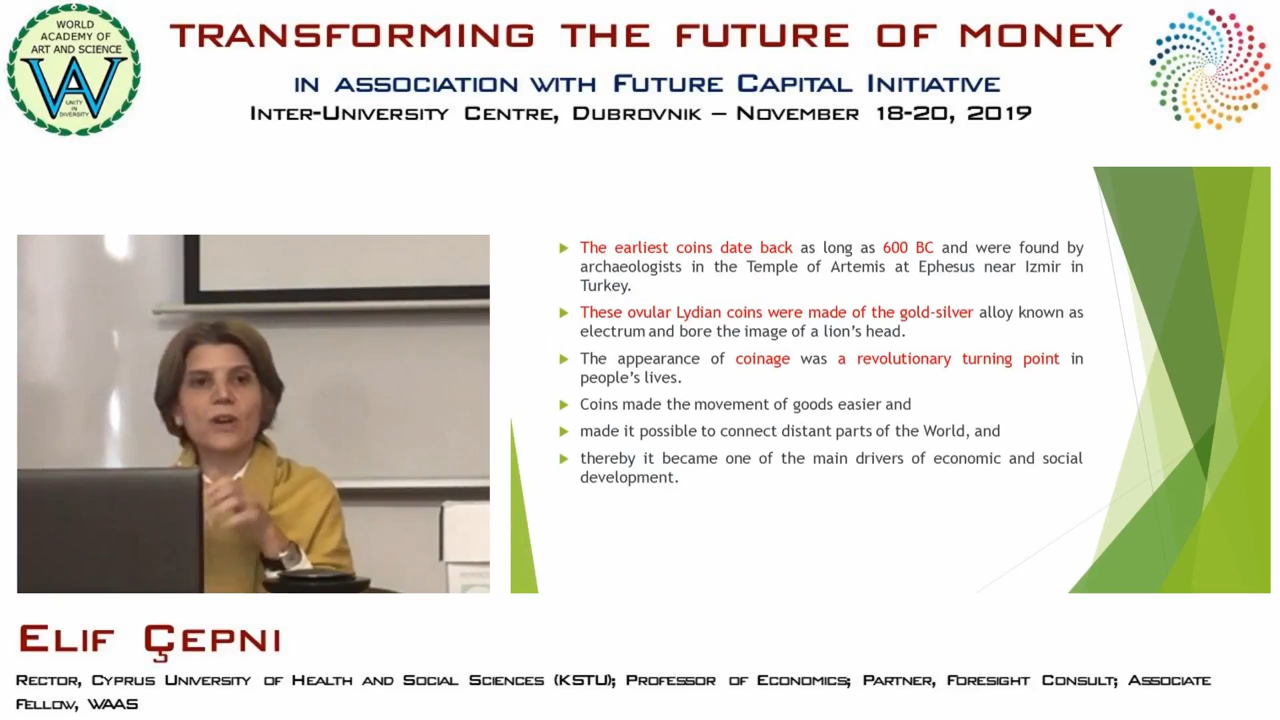 WORLD
ACADEMY OF
ART AND SCIENCE
WA
UNITY
IN
DIVERSITY
TRANSFORMING THE FUTURE OF MONEY
IN ASSOCIATION WITH FUTURE CAPITAL INITIATIVE
INTER-UNIVERSITY CENTRE, DUBROVNIK – NOVEMBER 18-20, 2019
The earliest coins date back as long as 600 BC and were found by
archaeologists in the Temple of Artemis at Ephesus near Izmir in
Turkey.
These ovular Lydian coins were made of the gold-silver alloy known as
electrum and bore the image of a lion's head.
The appearance of coinage was a revolutionary turning point in
people's lives.
Coins made the movement of goods easier and
made it possible to connect distant parts of the World, and
thereby it became one of the main drivers of economic and social
development.
ELIF ÇEPNI
RECTOR, CYPRUS UNIVERSITY OF HEALTH AND SOCIAL SCIENCES (KSTU); PROFESSOR OF ECONOMICS; PARTNER, FORESIGHT CONSULT; ASSOCIATE
FELLOW, WAAS